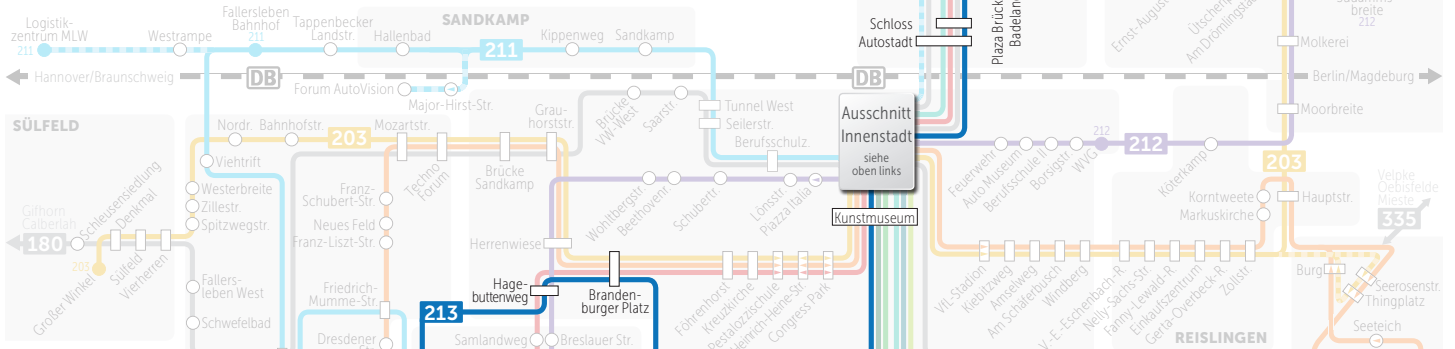 Logistik-
zentrum MLW
211
Westrampe
Fallersleben
Bahnhof
211
Tappenbecker
Landstr.
SANDKAMP
Hallenbad
211
Kippenweg
Sandkamp
Schloss
Autostadt
Plaza Brück
Badeland
Ernst-August
Ütschenp
Am Drömlingstad
breite
212
Molkerei
Hannover/Braunschweig
DB
DB
Berlin/Magdeburg
Forum AutoVision
Major-Hirst-Str.
Grau-
horststr.
Brücke
VW-West
Saarstr.
Tunnel West
Seilerstr.
Berufsschulz.
Ausschnitt
Innenstadt
siehe
oben links
Moorbreite
SÜLFELD
Nordr.
Bahnhofstr.
203
Mozartstr.
Viehtrift
Techno
Forum
Brücke
Sandkamp
Feuerwehr
Auto Museum
Berufsschule II
Borsigstr.
WVG
212
212
Köterkamp
203
Schleusensiedlung
Denkmal
Westerbreite
Zillestr.
Spitzwegstr.
Franz-
Schubert-Str.
Neues Feld
Franz-Liszt-Str.
Wohltbergstr.
Beethovenr.
Schubertr.
Lönsstr.
Piazza Italia
Kunstmuseum
Korntweete
Markuskirche
Hauptstr.
Velpke
Oebisfelde
Mieste
335
Gifhorn
Calberlah
180
203
Großer Winkel
Sülfeld
Vierherren
Herrenwiese
Fallers-
leben West
Schwefelbad
Friedrich-
Mumme-Str.
Dresdener
Str.
213
Hage-
buttenweg
Branden-
burger Platz
Samlandweg
Breslauer Str.
Föhrenhorst
Kreuzkirche
Pestalozzischule
Heinrich-Heine-Str.
Congress Park
VfL-Stadion
Kiebitzweg
Amselweg
Am Schäferbusch
Windberg
V.-E.-Eschenbach-R.
Nelly-Sachs-Str.
Fanny-Lewald-R.
Einkaufszentrum
Gerta-Overbeck-R.
Zollstr.
REISLINGEN
Burg
Seerosenstr.
Thingplatz
Seeteich